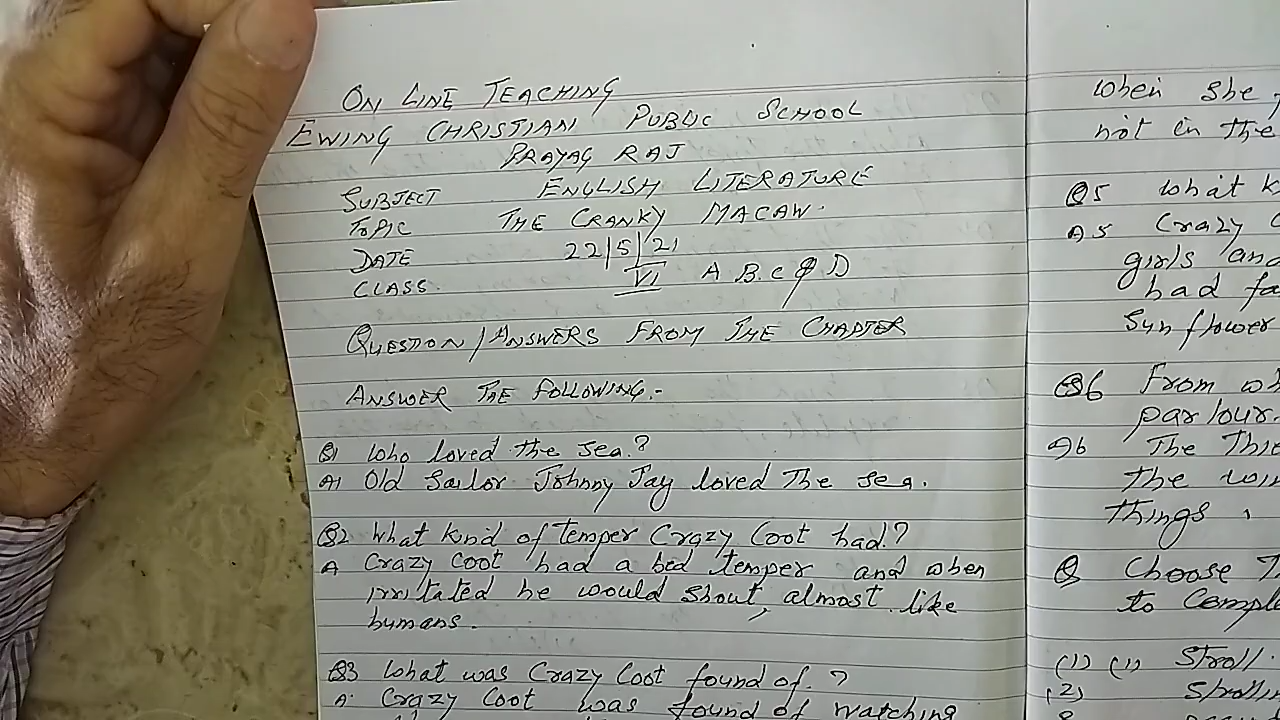 ON LINE TEACHING
EWING CHRISTIAN PUBLIC SCHOOL
PRAYAG RAJ
SUBJECT ENGLISH LITERATURE
TOPIC THE CRANKY MACAW.
DATE 22/5/21
CLASS. VI A B.C & D
QUESTION/ANSWERS FROM THE CHAPTER
ANSWER THE FOLLOWING.-
Q1 Who loved the sea.?
A1 Old Sailor Johnny Jay loved The sea.
Q2 What kind of Temper Crazy Coot had.?
A Crazy Coot had a bed temper and when
irritated he would shout, almost like
humans.
Q3 What was Crazy Coot found of. ?
A. Crazy Coot was found of watching
when she
not in the
Q5 What
A5 Crazy
girls and
had
Sunflower
Q6 From
parlour.
A6 The
the
things.
Q Choose
to
(1) (1) Stroll.
(2)